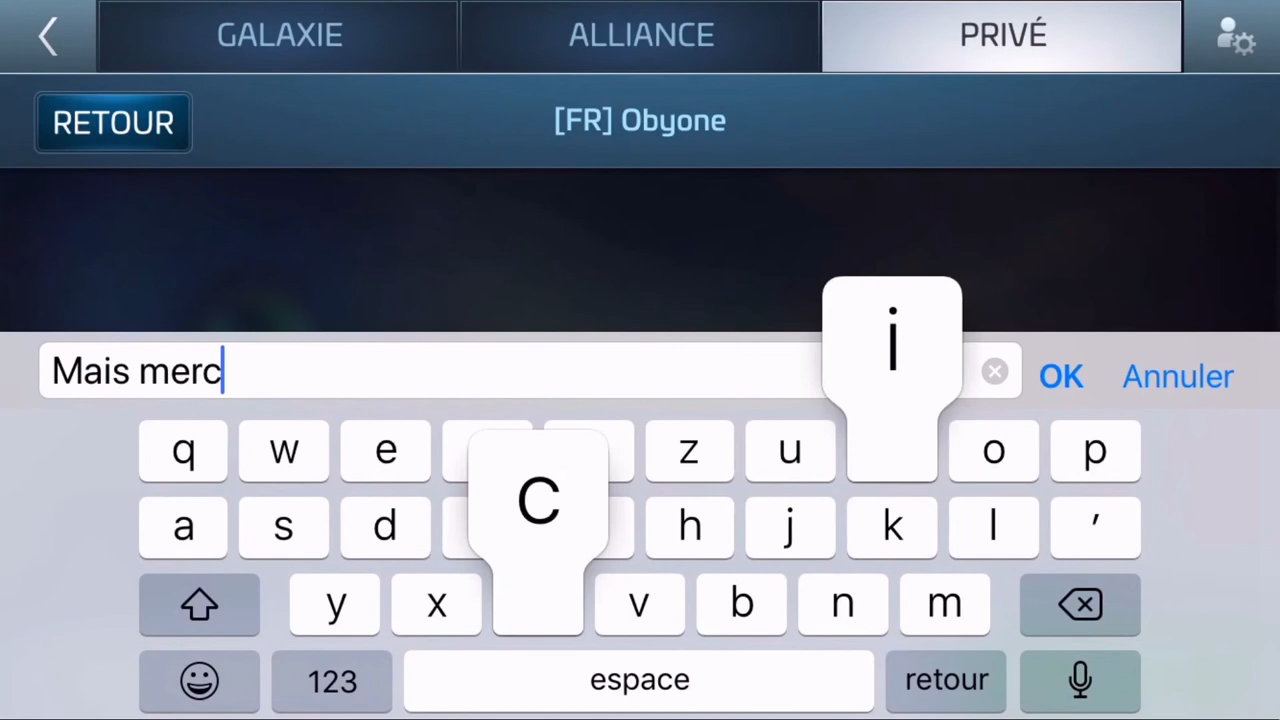 GALAXIE ALLIANCE PRIVÉ
RETOUR [FR] Obyone
Mais merc OK Annuler
i
q w e z u o p
C
a s d h j k l ’
y x v b n m
123 espace retour